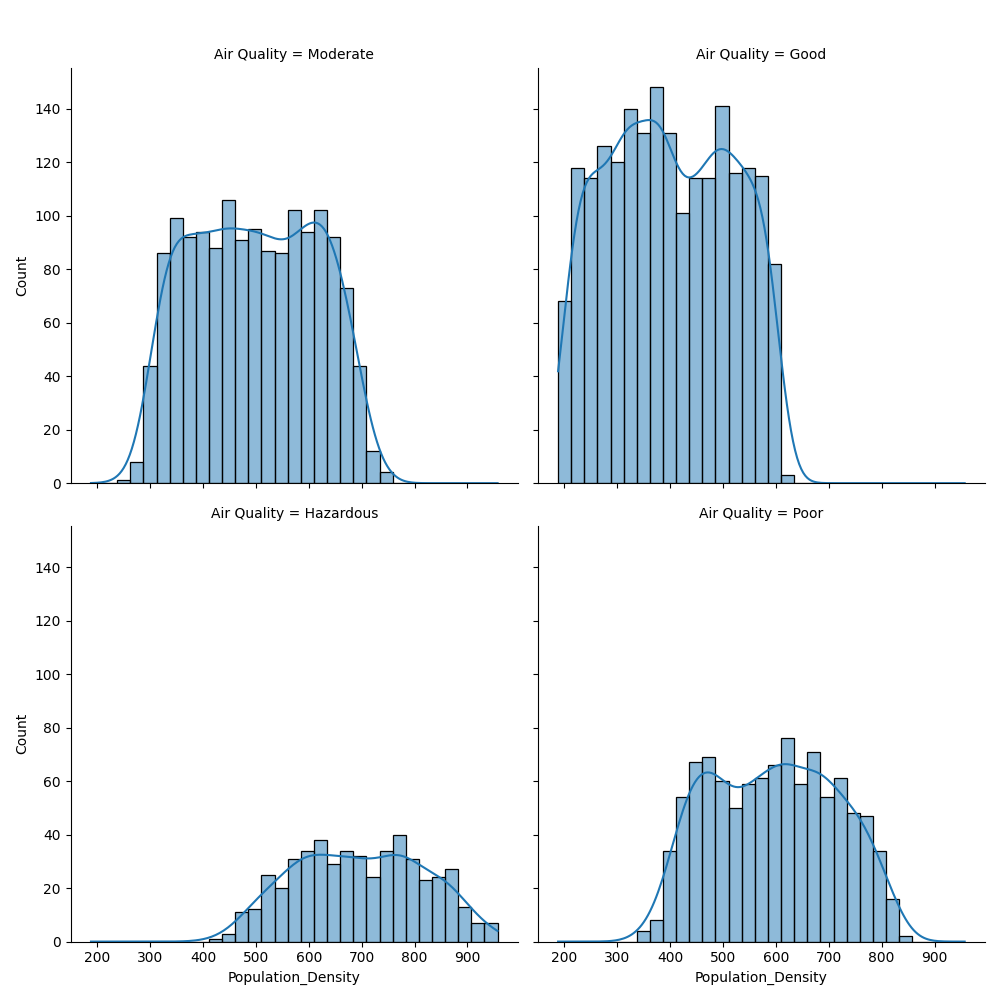 Air Quality = Moderate
Air Quality = Good
140
120
100
80
60
40
20
0
Count
Air Quality = Hazardous
Air Quality = Poor
140
120
100
80
60
40
20
0
Count
200 300 400 500 600 700 800 900
200 300 400 500 600 700 800 900
Population_Density
Population_Density